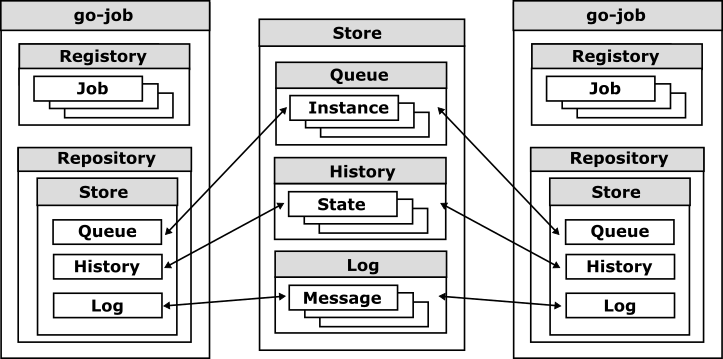 go-job
Registory
Job
Repository
Store
Queue
History
Log
Store
Queue
Instance
History
State
Log
Message
go-job
Registory
Job
Repository
Store
Queue
History
Log